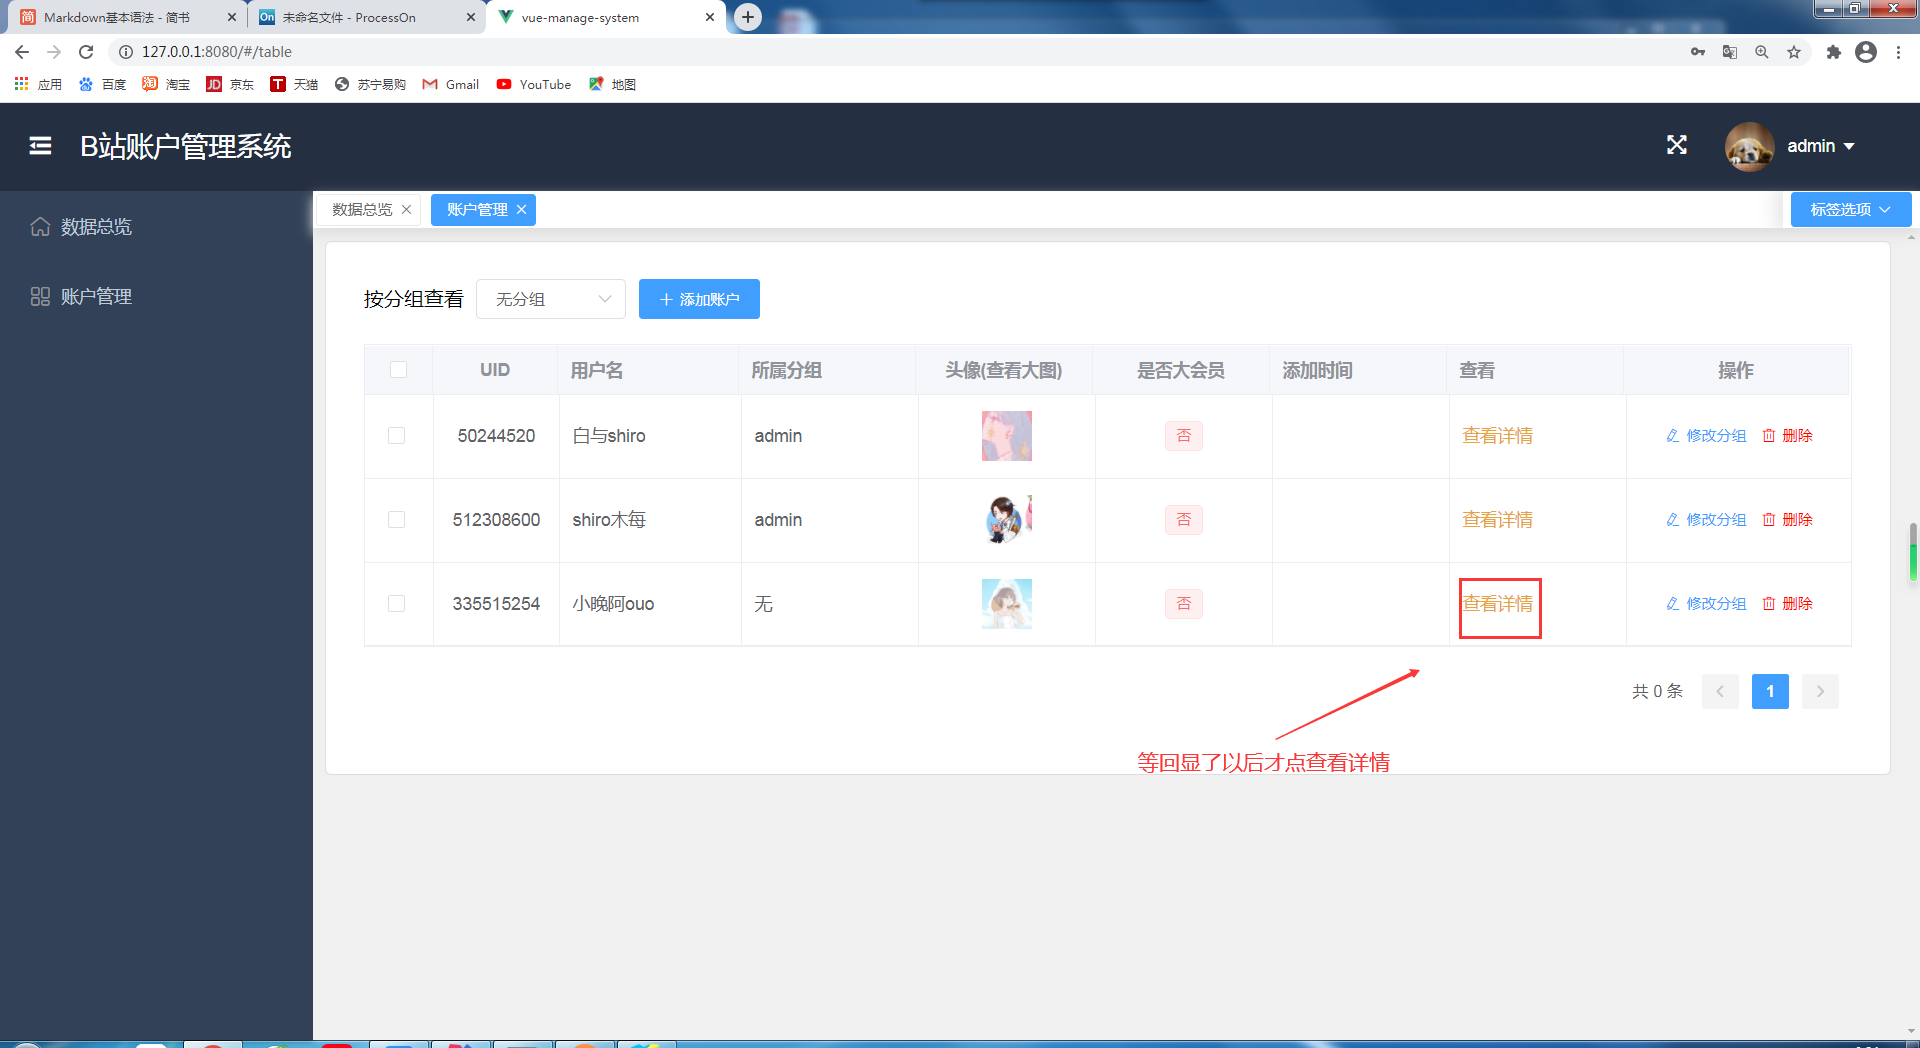 简 Markdown基本语法 - 简书
On 未命名文件 - ProcessOn
vue-manage-system
127.0.0.1:8080/#/table
应用 百度 淘 淘宝 JD 京东 T 天猫 苏宁易购 Gmail YouTube 地图
B站账户管理系统
admin
数据总览
账户管理
数据总览 账户管理 标签选项
按分组查看 无分组 添加账户
UID 用户名 所属分组 头像(查看大图) 是否大会员 添加时间 查看 操作
50244520 白与shiro admin 否 查看详情 修改分组 删除
512308600 shiro木每 admin 否 查看详情 修改分组 删除
335515254 小晚阿ouo 无 否 查看详情 修改分组 删除
共 0 条 1
等回显了以后才点查看详情